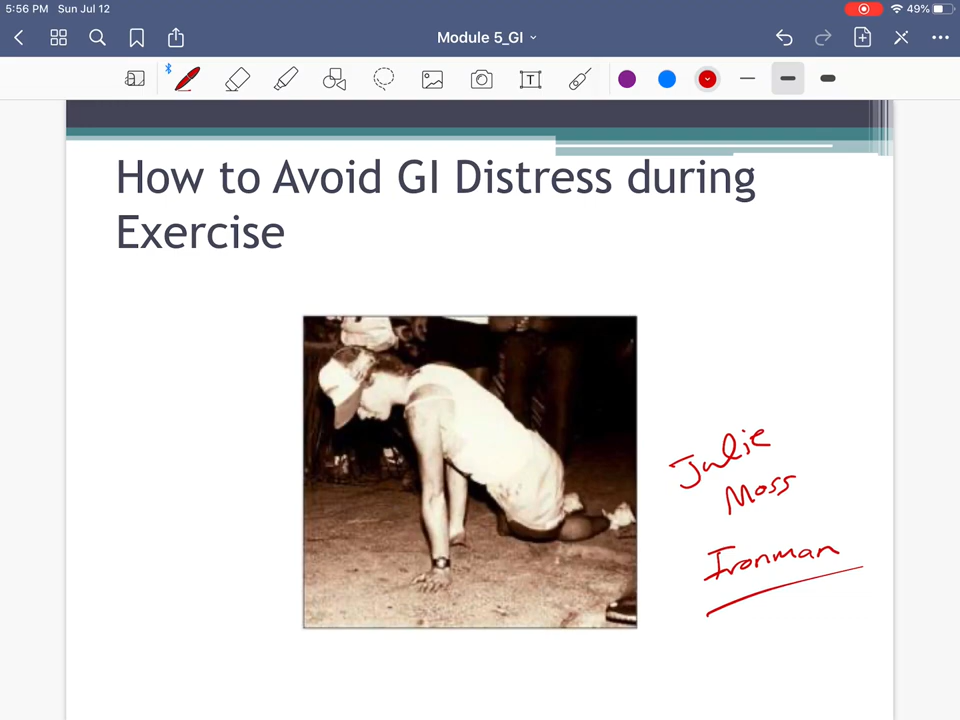 5:56 PM Sun Jul 12
49%
Module 5_GI
T
How to Avoid GI Distress during
Exercise
Julie
Moss
Ironman